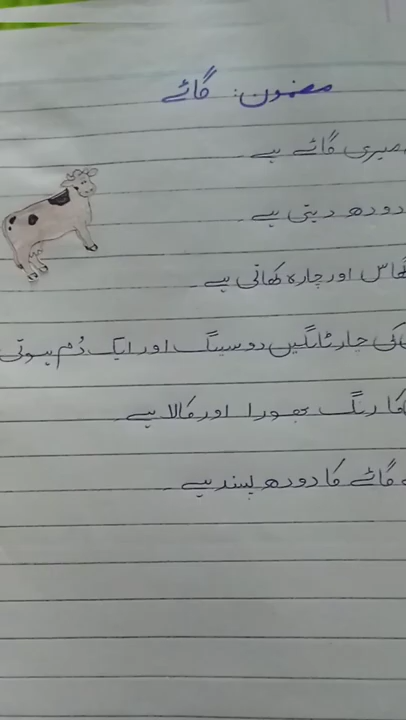 مضمون: گائے
میری گائے ہے۔
دودھ دیتی ہے۔
گھاس اور چارہ کھاتی ہے۔
کی چار ٹانگیں دو سینگ اور ایک دُم ہوتی
کا رنگ بھورا اور کالا ہے۔
گائے کا دودھ پسند ہے۔